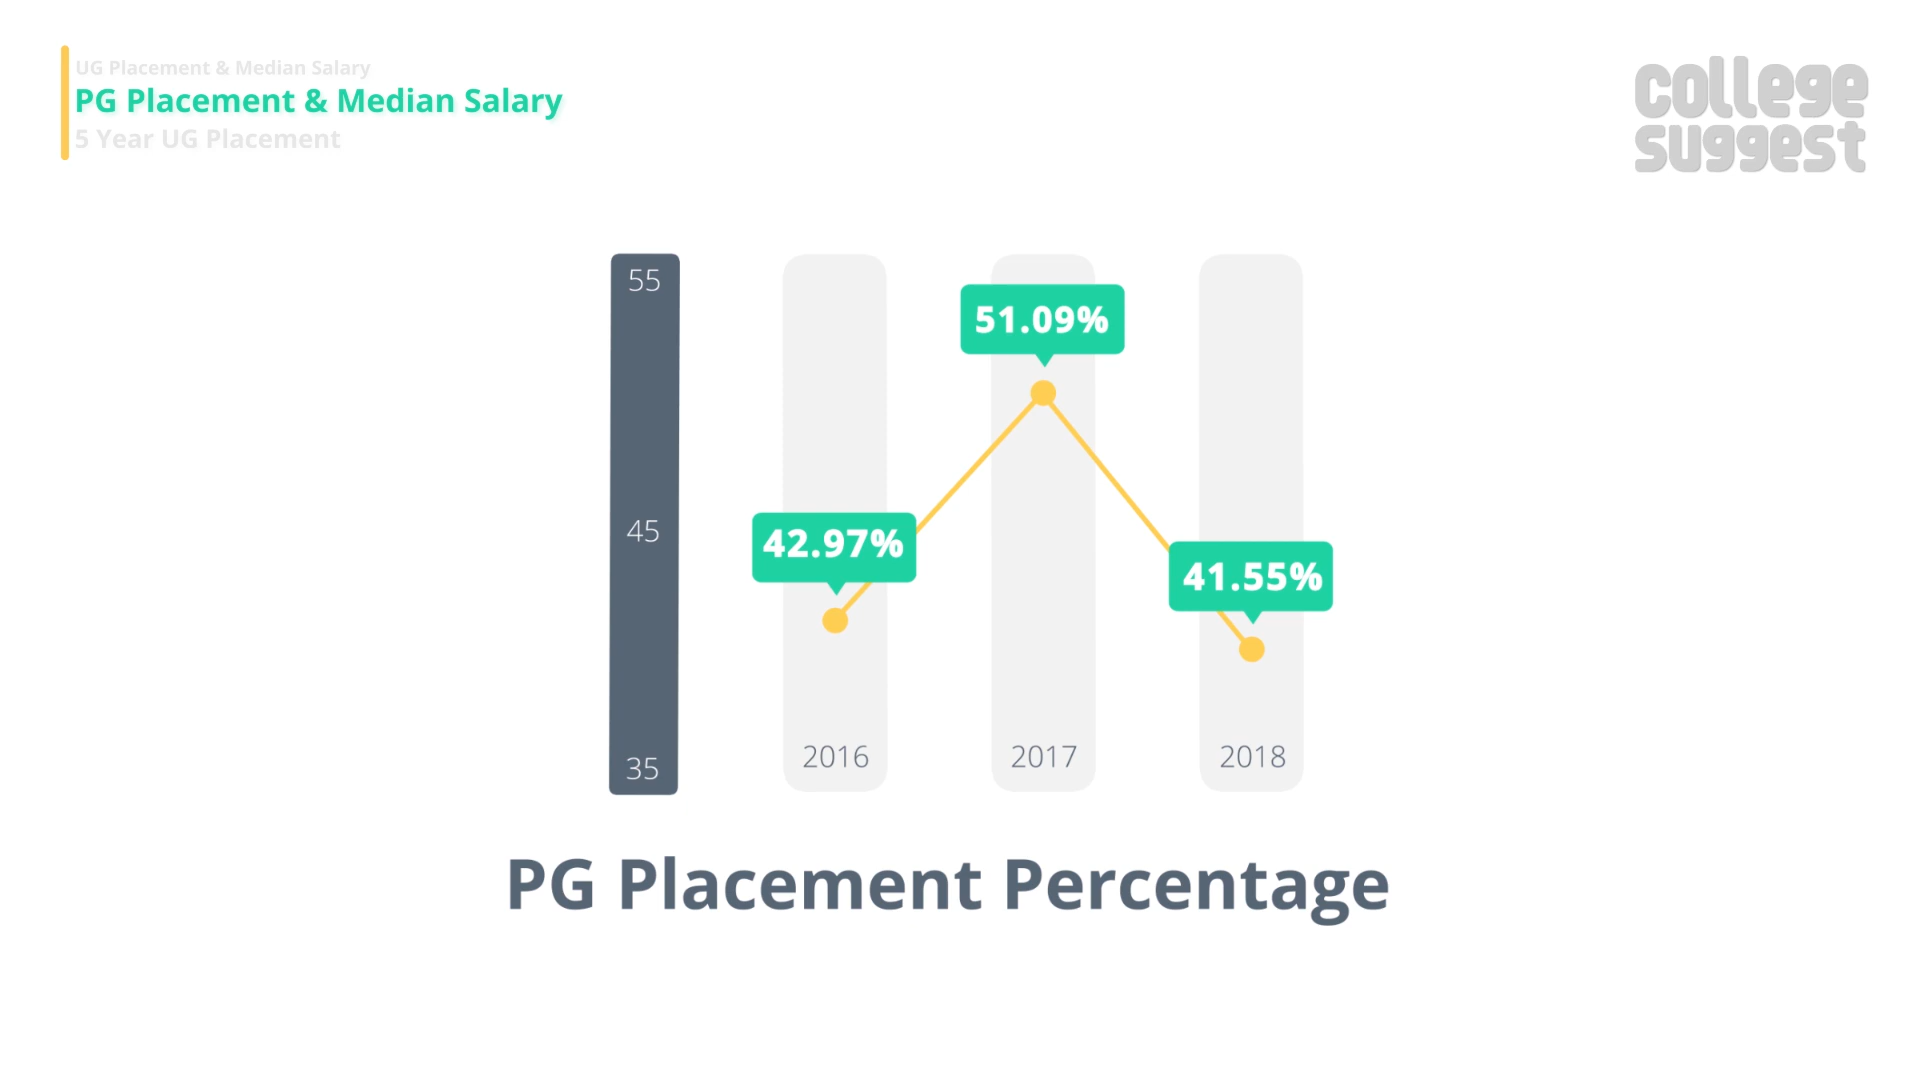 UG Placement & Median Salary
PG Placement & Median Salary
5 Year UG Placement
college
suggest
55
45
35
51.09%
42.97%
41.55%
2016
2017
2018
PG Placement Percentage